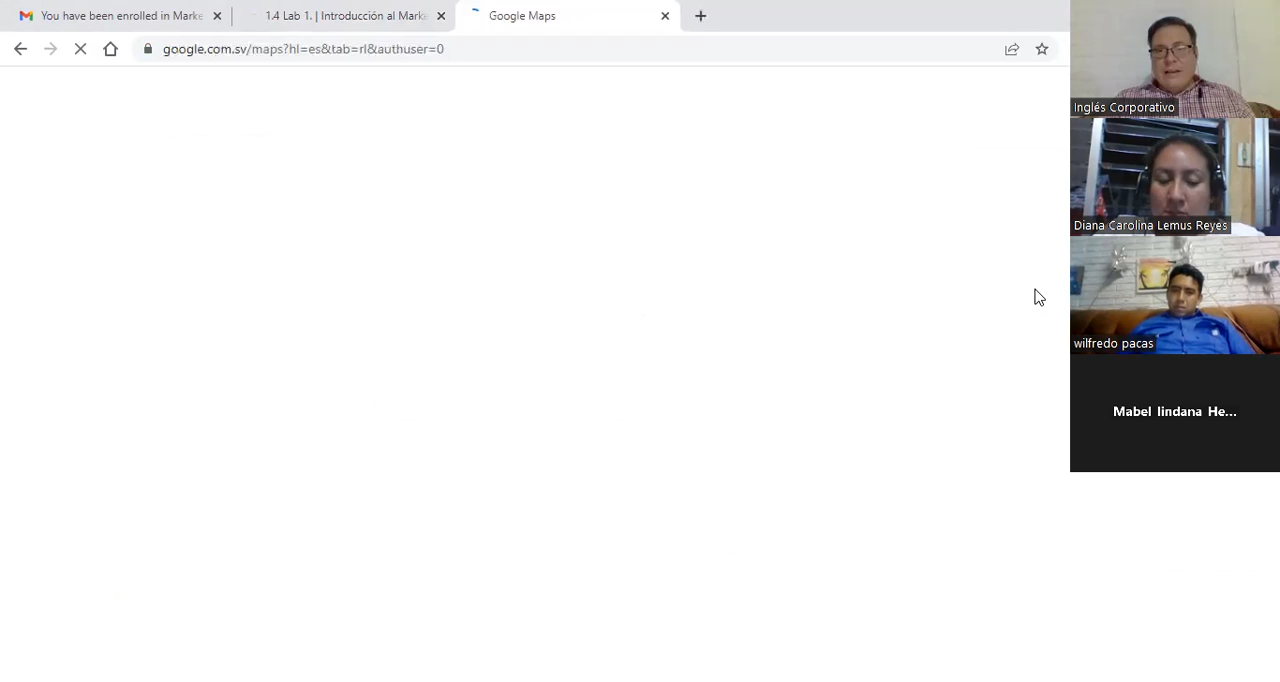 You have been enrolled in Marke
1.4 Lab 1. | Introducción al Marke
Google Maps
google.com.sv/maps?hl=es&tab=rl&authuser=0
Inglés Corporativo
Diana Carolina Lemus Reyes
wilfredo pacas
Mabel lindana He...